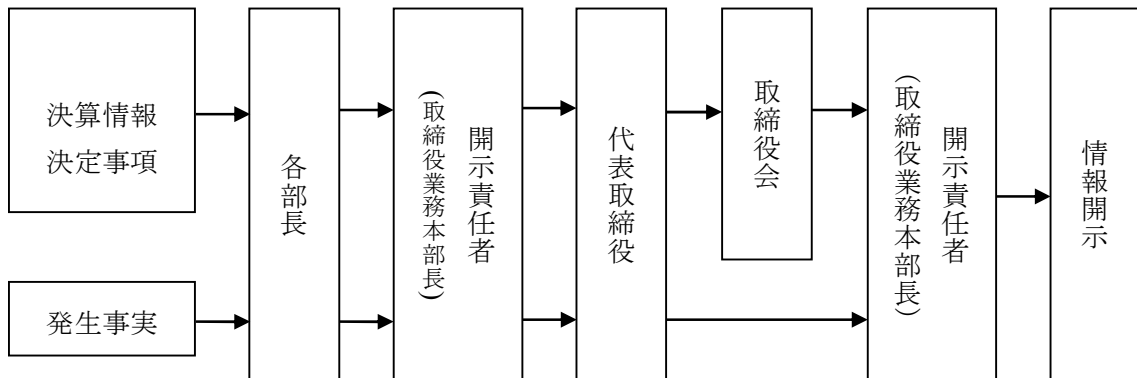 決算情報
決定事項
発生事実
各部長
開示責任者
(取締役業務本部長)
代表取締役
取締役会
開示責任者
(取締役業務本部長)
情報開示